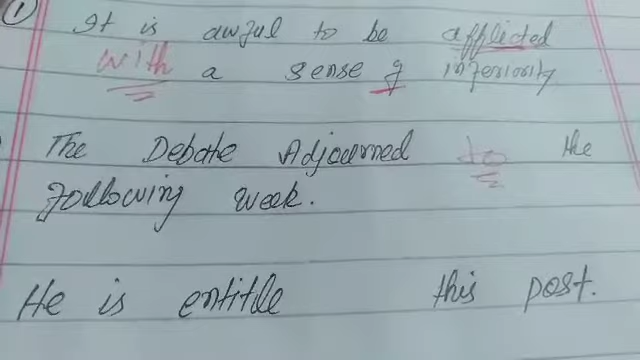 ① It is awful to be afflicted
with a sense of inferiority
The Debate Adjourned to the
following week.
He is entitle this post.